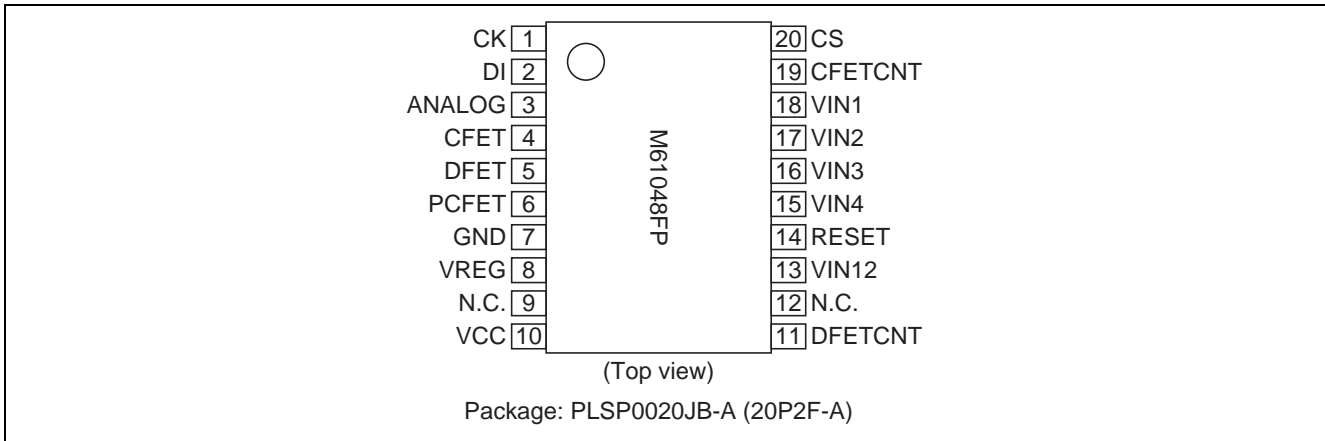 CK 1 20 CS
DI 2 19 CFETCNT
ANALOG 3 18 VIN1
CFET 4 17 VIN2
DFET 5 16 VIN3
PCFET 6 15 VIN4
GND 7 14 RESET
VREG 8 13 VIN12
N.C. 9 12 N.C.
VCC 10 11 DFETCNT
M61048FP
(Top view)
Package: PLSP0020JB-A (20P2F-A)